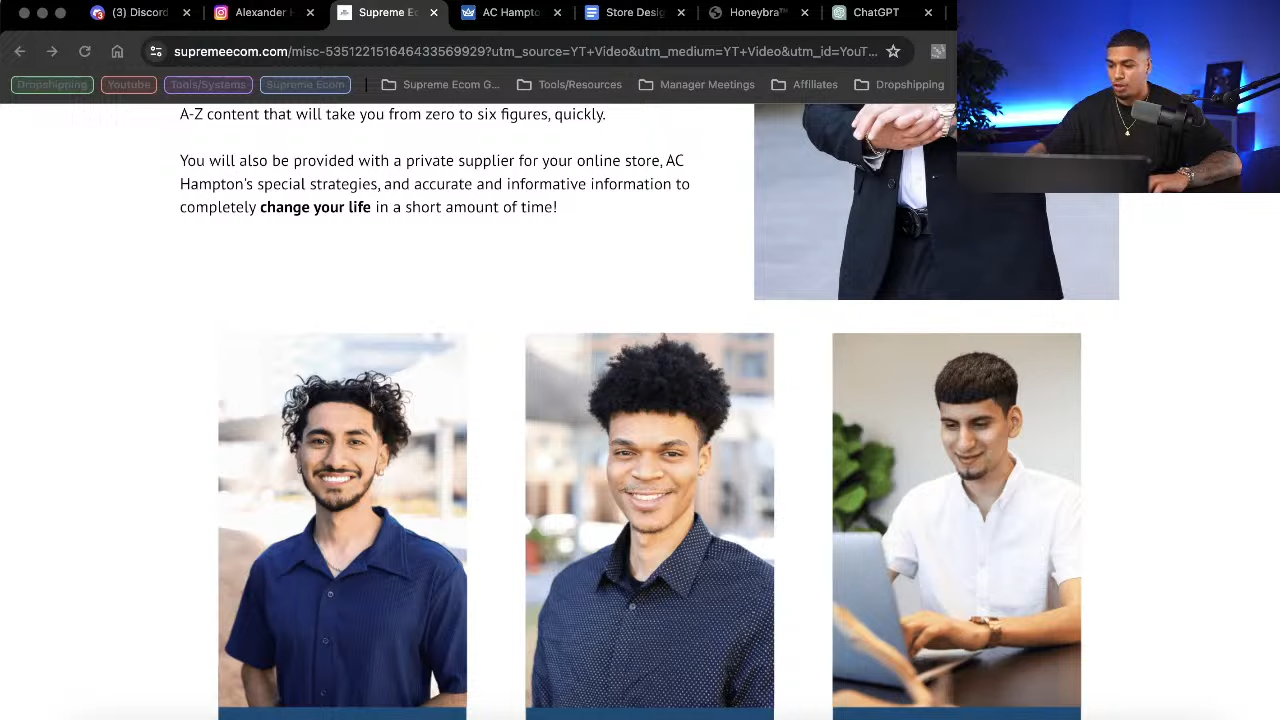 (3) Discord
Alexander H
Supreme Ec
AC Hampto
Store Desig
Honeybra
ChatGPT
supremeecom.com/misc-535122151646433569929?utm_source=YT+Video&utm_medium=YT+Video&utm_id=YouT...
Dropshipping
Youtube
Tools/Systems
Supreme Ecom
Supreme Ecom G...
Tools/Resources
Manager Meetings
Affiliates
Dropshipping
A-Z content that will take you from zero to six figures, quickly.
You will also be provided with a private supplier for your online store, AC
Hampton's special strategies, and accurate and informative information to
completely change your life in a short amount of time!